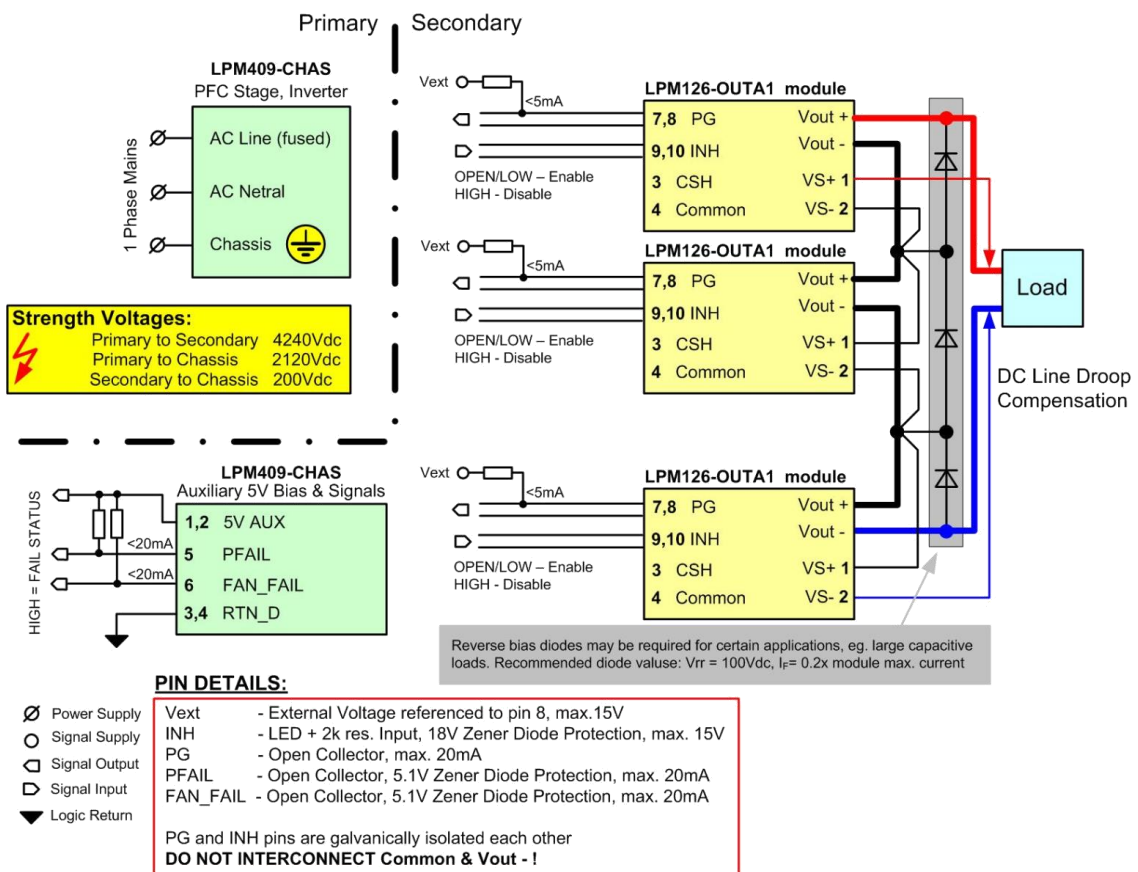 Primary
Secondary
LPM409-CHAS
PFC Stage, Inverter
1 Phase Mains
AC Line (fused)
AC Netral
Chassis
Strength Voltages:
Primary to Secondary 4240Vdc
Primary to Chassis 2120Vdc
Secondary to Chassis 200Vdc
Vext
<5mA
OPEN/LOW – Enable
HIGH - Disable
LPM126-OUTA1 module
7,8 PG
Vout +
9,10 INH
Vout -
3 CSH
VS+ 1
4 Common
VS- 2
Vext
<5mA
OPEN/LOW – Enable
HIGH - Disable
LPM126-OUTA1 module
7,8 PG
Vout +
9,10 INH
Vout -
3 CSH
VS+ 1
4 Common
VS- 2
Load
DC Line Droop
Compensation
Vext
<5mA
OPEN/LOW – Enable
HIGH - Disable
LPM126-OUTA1 module
7,8 PG
Vout +
9,10 INH
Vout -
3 CSH
VS+ 1
4 Common
VS- 2
LPM409-CHAS
Auxiliary 5V Bias & Signals
HIGH = FAIL STATUS
<20mA
<20mA
1,2 5V AUX
5 PFAIL
6 FAN_FAIL
3,4 RTN_D
Reverse bias diodes may be required for certain applications, eg. large capacitive
loads. Recommended diode valuse: Vrr = 100Vdc, IF= 0.2x module max. current
PIN DETAILS:
Power Supply
Signal Supply
Signal Output
Signal Input
Logic Return
Vext - External Voltage referenced to pin 8, max.15V
INH - LED + 2k res. Input, 18V Zener Diode Protection, max. 15V
PG - Open Collector, max. 20mA
PFAIL - Open Collector, 5.1V Zener Diode Protection, max. 20mA
FAN_FAIL - Open Collector, 5.1V Zener Diode Protection, max. 20mA
PG and INH pins are galvanically isolated each other
DO NOT INTERCONNECT Common & Vout - !